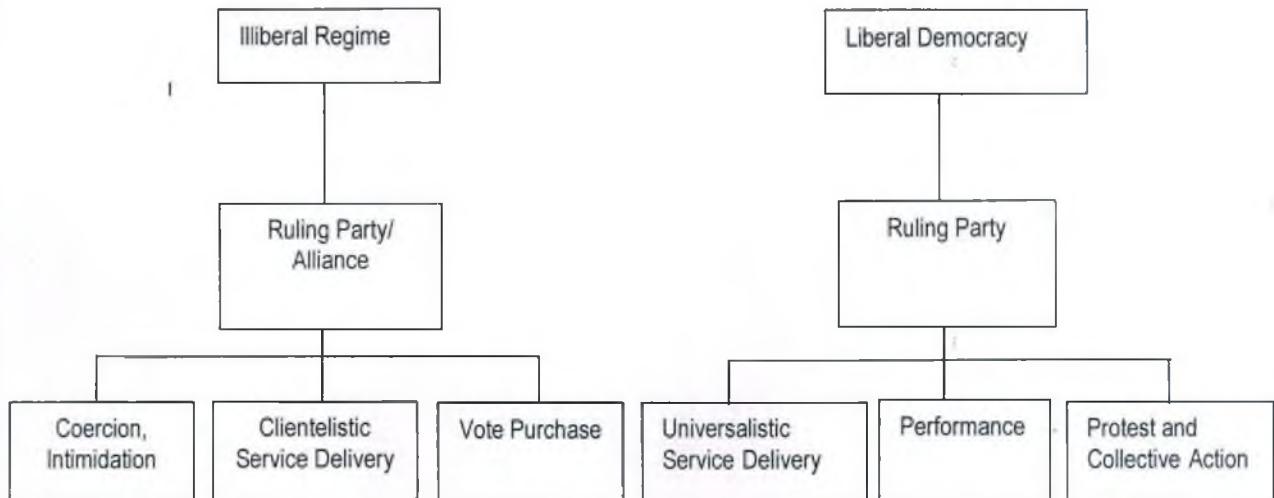 Illiberal Regime
Liberal Democracy
Ruling Party/
Alliance
Ruling Party
Coercion,
Intimidation
Clientelistic
Service Delivery
Vote Purchase
Universalistic
Service Delivery
Performance
Protest and
Collective Action